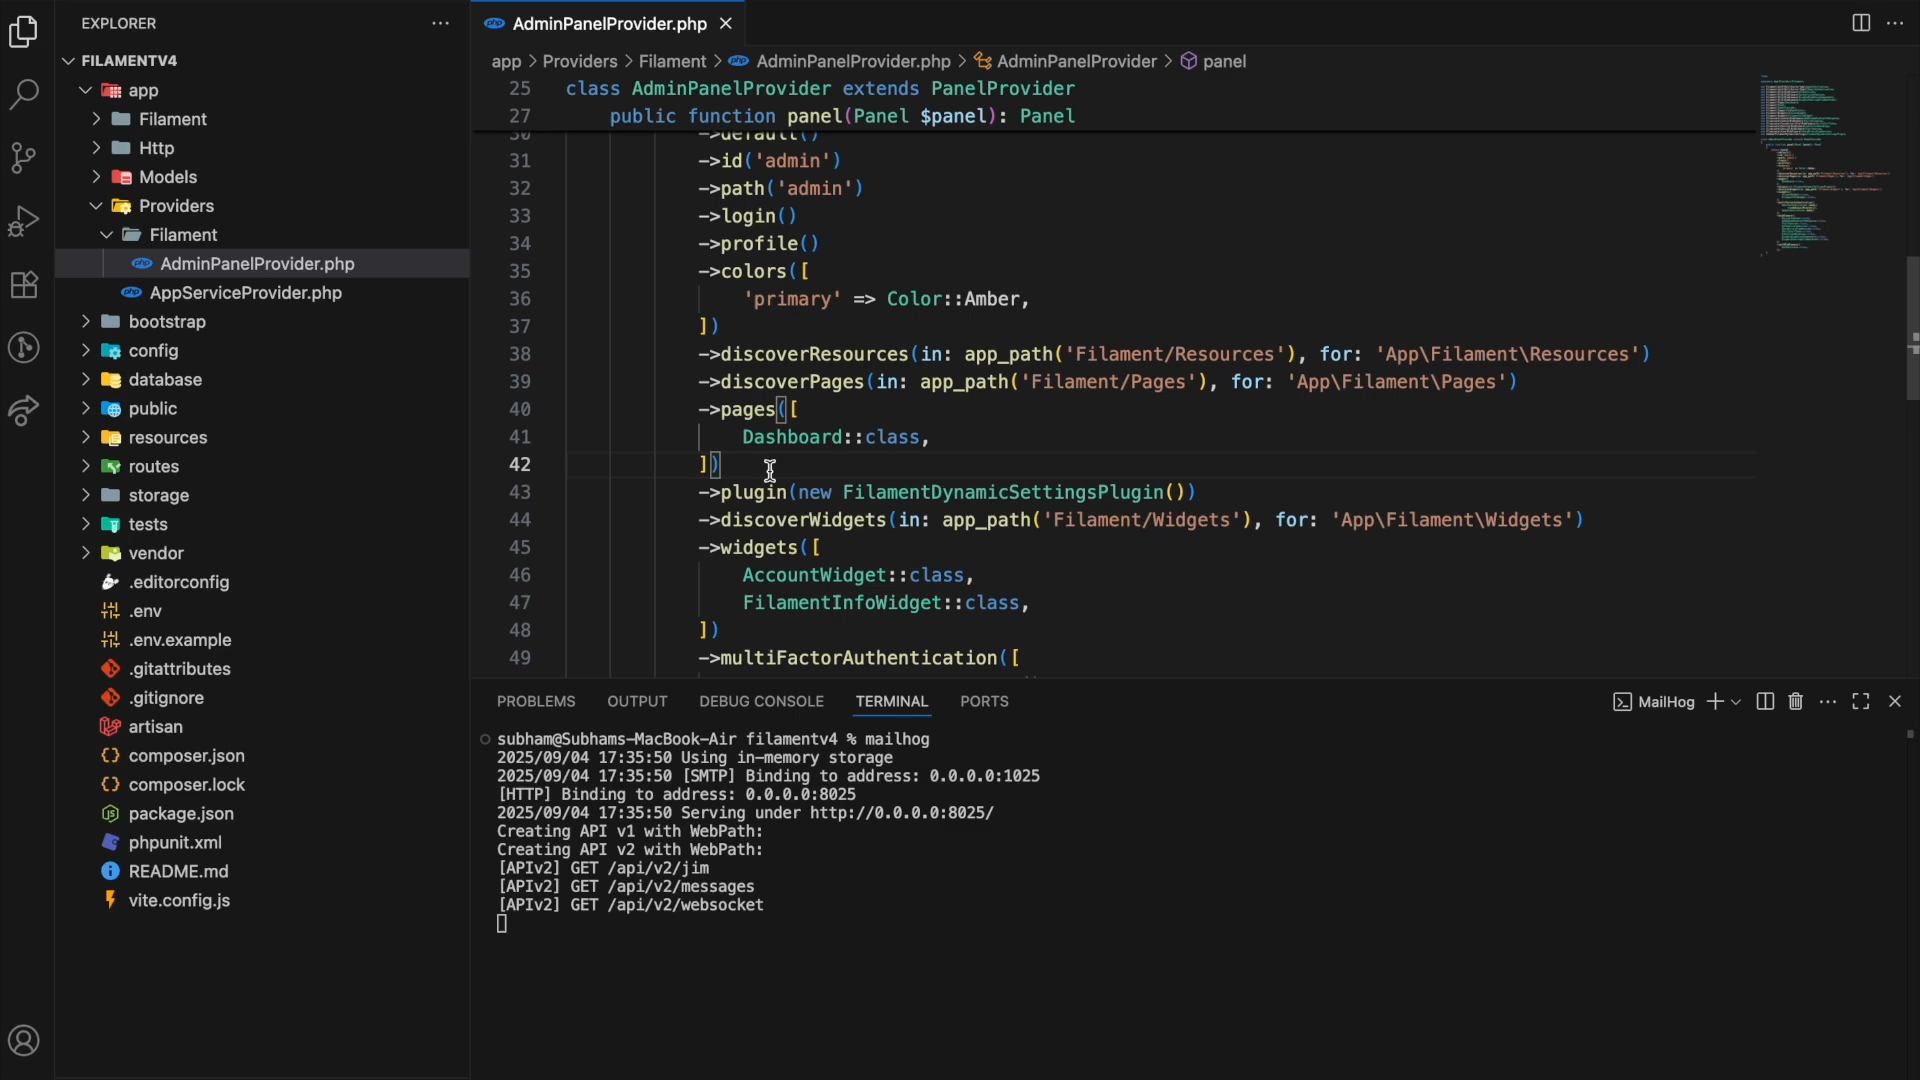 EXPLORER
FILAMENTV4
app
Filament
Http
Models
Providers
Filament
AdminPanelProvider.php
AppServiceProvider.php
bootstrap
config
database
public
resources
routes
storage
tests
vendor
.editorconfig
.env
.env.example
.gitattributes
.gitignore
artisan
composer.json
composer.lock
package.json
phpunit.xml
README.md
vite.config.js
AdminPanelProvider.php
app > Providers > Filament > AdminPanelProvider.php > AdminPanelProvider > panel
25 class AdminPanelProvider extends PanelProvider
27 public function panel(Panel $panel): Panel
30 ->default()
31 ->id('admin')
32 ->path('admin')
33 ->login()
34 ->profile()
35 ->colors([
36 'primary' => Color::Amber,
37 ])
38 ->discoverResources(in: app_path('Filament/Resources'), for: 'App\Filament\Resources')
39 ->discoverPages(in: app_path('Filament/Pages'), for: 'App\Filament\Pages')
40 ->pages([
41 Dashboard::class,
42 ])
43 ->plugin(new FilamentDynamicSettingsPlugin())
44 ->discoverWidgets(in: app_path('Filament/Widgets'), for: 'App\Filament\Widgets')
45 ->widgets([
46 AccountWidget::class,
47 FilamentInfoWidget::class,
48 ])
49 ->multiFactorAuthentication([
PROBLEMS OUTPUT DEBUG CONSOLE TERMINAL PORTS
MailHog
subham@Subhams-MacBook-Air filamentv4 % mailhog
2025/09/04 17:35:50 Using in-memory storage
2025/09/04 17:35:50 [SMTP] Binding to address: 0.0.0.0:1025
[HTTP] Binding to address: 0.0.0.0:8025
2025/09/04 17:35:50 Serving under http://0.0.0.0:8025/
Creating API v1 with WebPath:
Creating API v2 with WebPath:
[APIv2] GET /api/v2/jim
[APIv2] GET /api/v2/messages
[APIv2] GET /api/v2/websocket